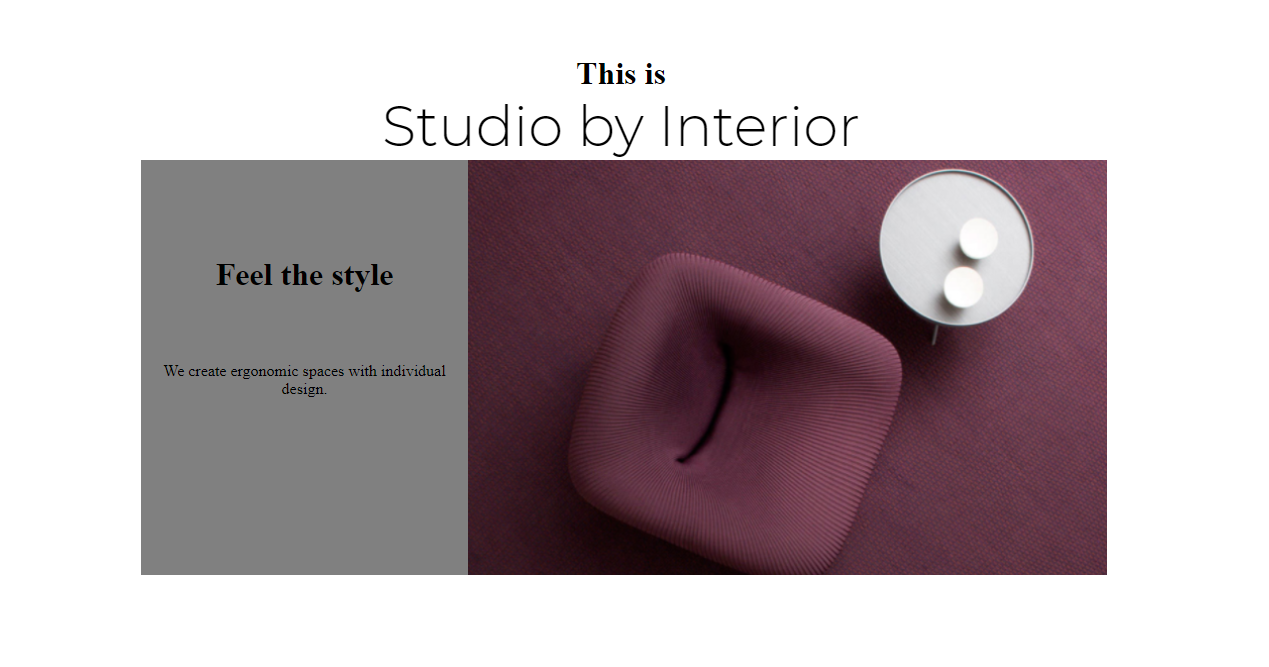 This is
Studio by Interior
Feel the style
We create ergonomic spaces with individual
design.